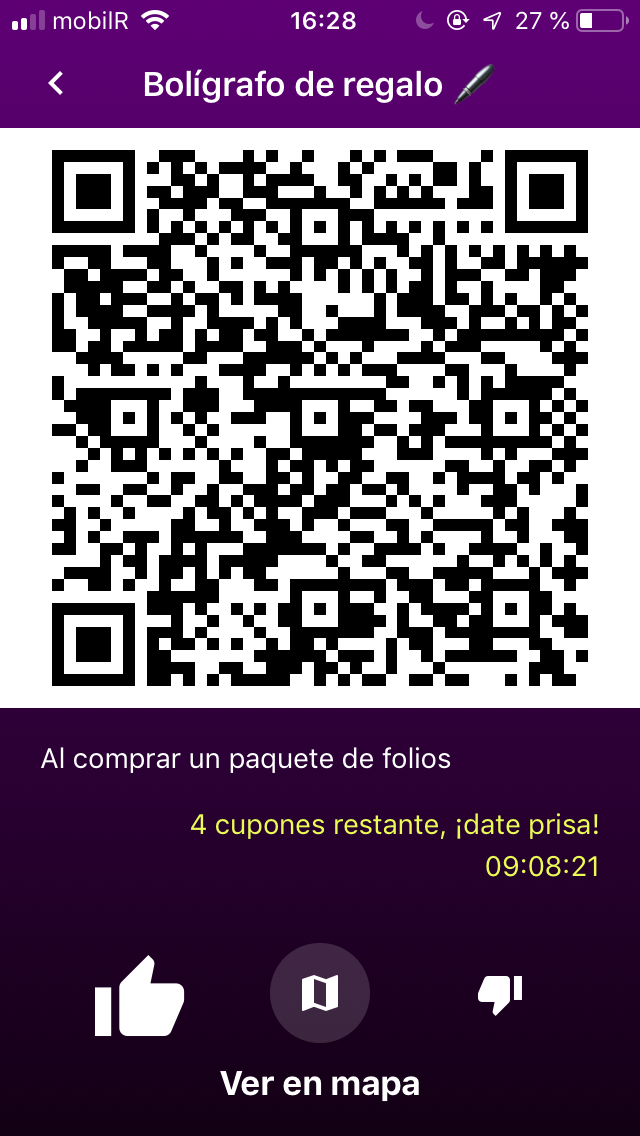 mobilR 16:28 27 %
Bolígrafo de regalo
Al comprar un paquete de folios
4 cupones restante, ¡date prisa!
09:08:21
Ver en mapa